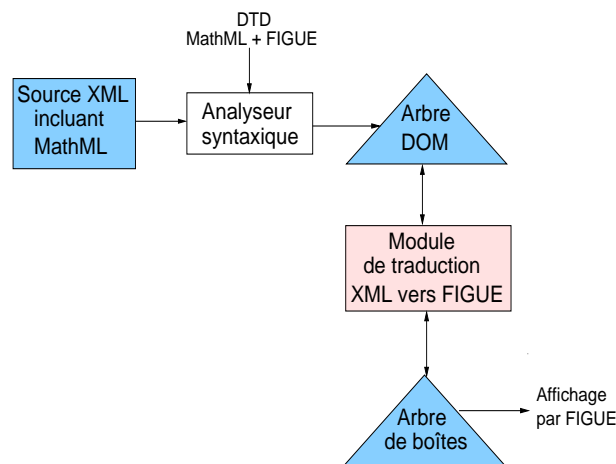 DTD
MathML + FIGUE
Source XML
incluant
MathML
Analyseur
syntaxique
Arbre
DOM
Module
de traduction
XML vers FIGUE
Arbre
de boîtes
Affichage
par FIGUE